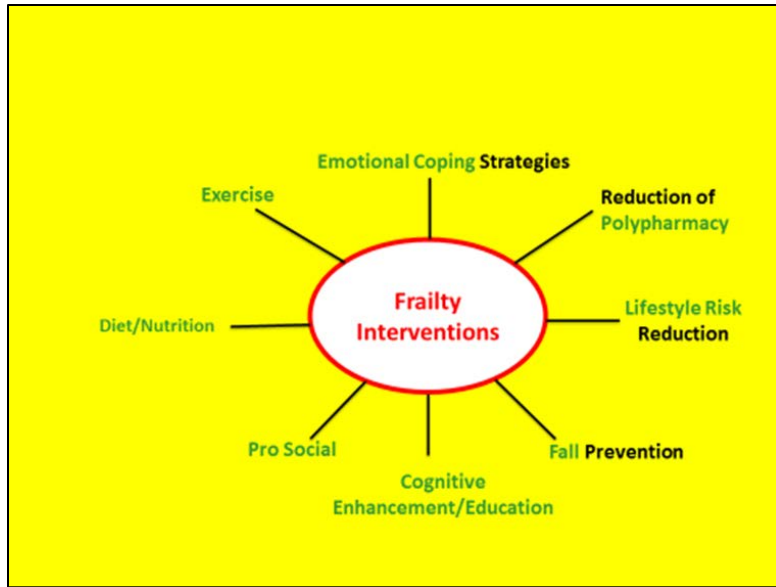 Emotional Coping Strategies
Exercise
Reduction of
Polypharmacy
Frailty
Interventions
Diet/Nutrition
Lifestyle Risk
Reduction
Pro Social
Fall Prevention
Cognitive
Enhancement/Education